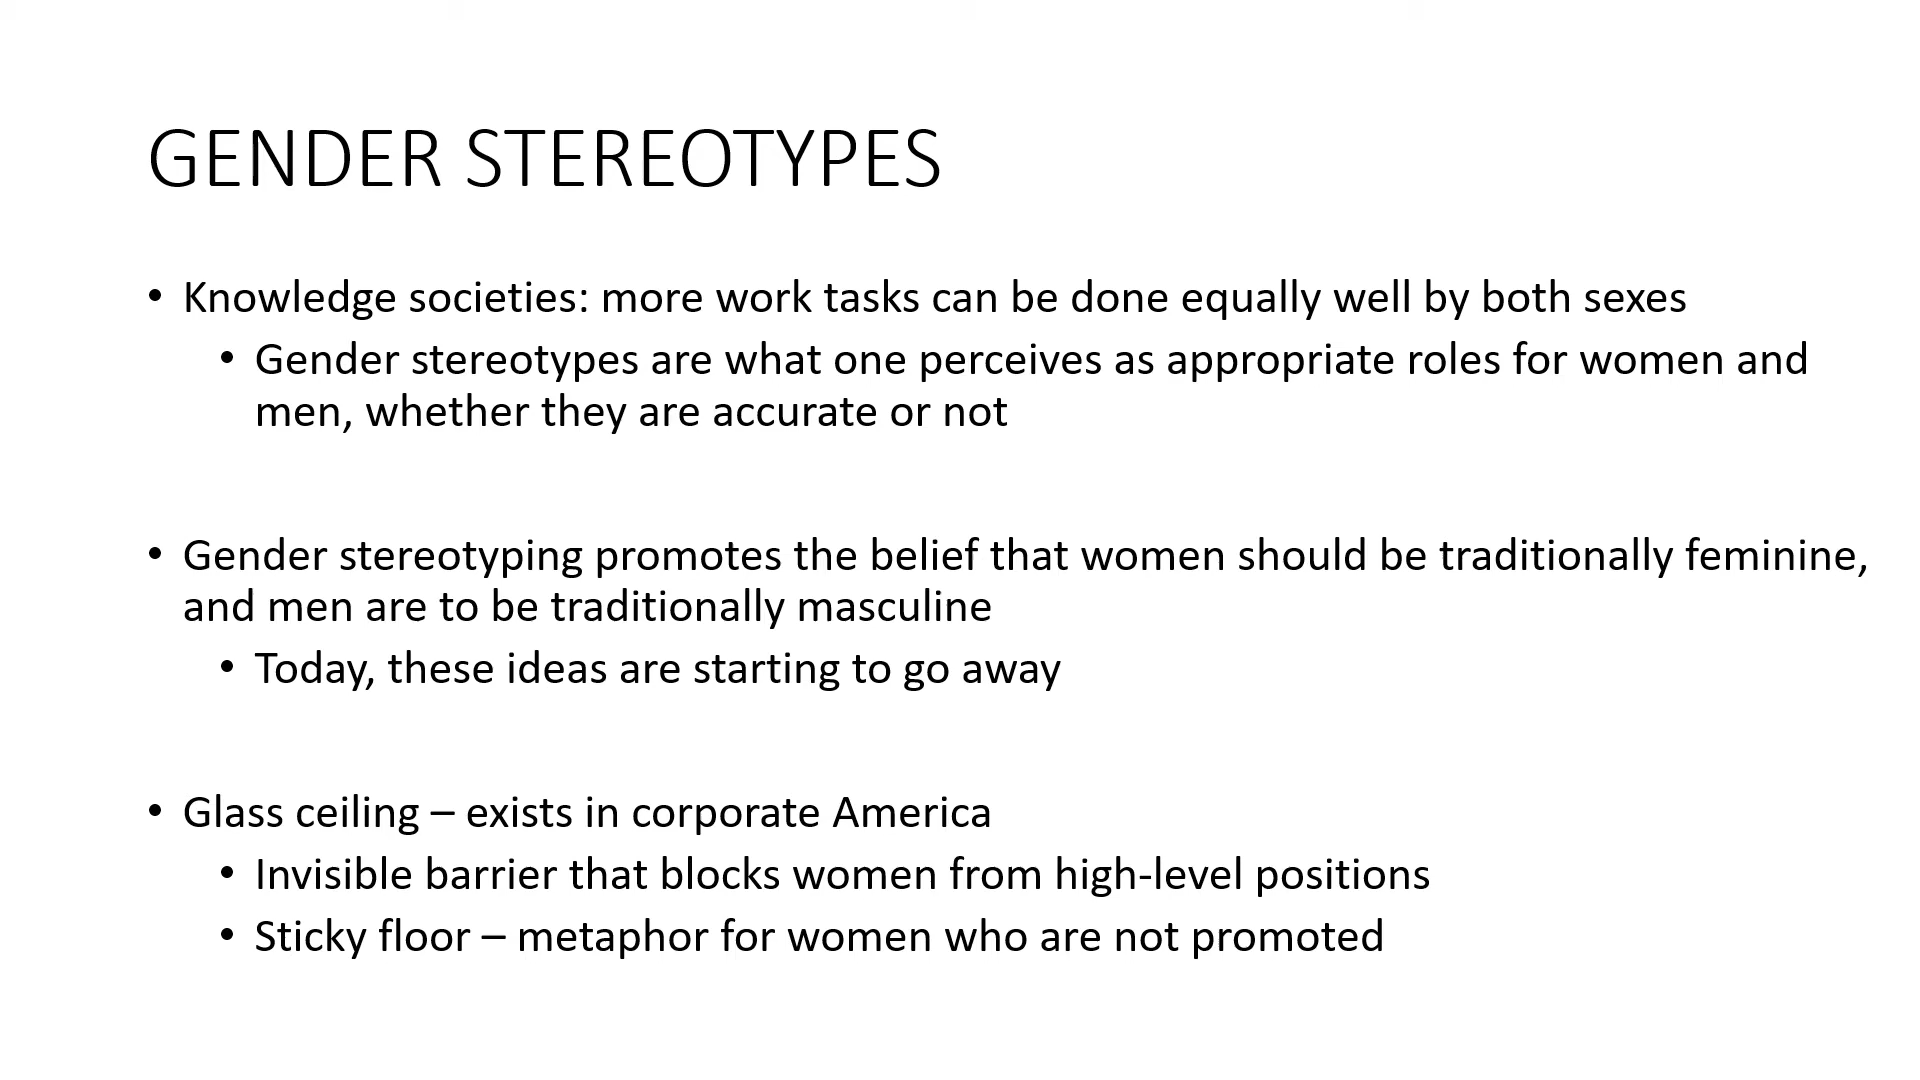 GENDER STEREOTYPES
• Knowledge societies: more work tasks can be done equally well by both sexes
• Gender stereotypes are what one perceives as appropriate roles for women and
men, whether they are accurate or not
• Gender stereotyping promotes the belief that women should be traditionally feminine,
and men are to be traditionally masculine
• Today, these ideas are starting to go away
• Glass ceiling – exists in corporate America
• Invisible barrier that blocks women from high-level positions
• Sticky floor – metaphor for women who are not promoted